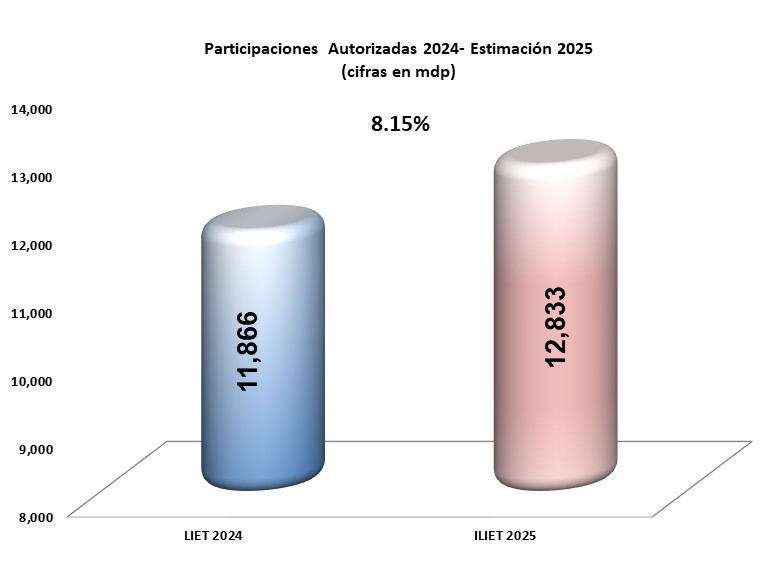 Participaciones Autorizadas 2024- Estimación 2025
(cifras en mdp)
8.15%
14,000
13,000
12,000
11,000
10,000
9,000
8,000
11,866
12,833
LIET 2024
ILIET 2025